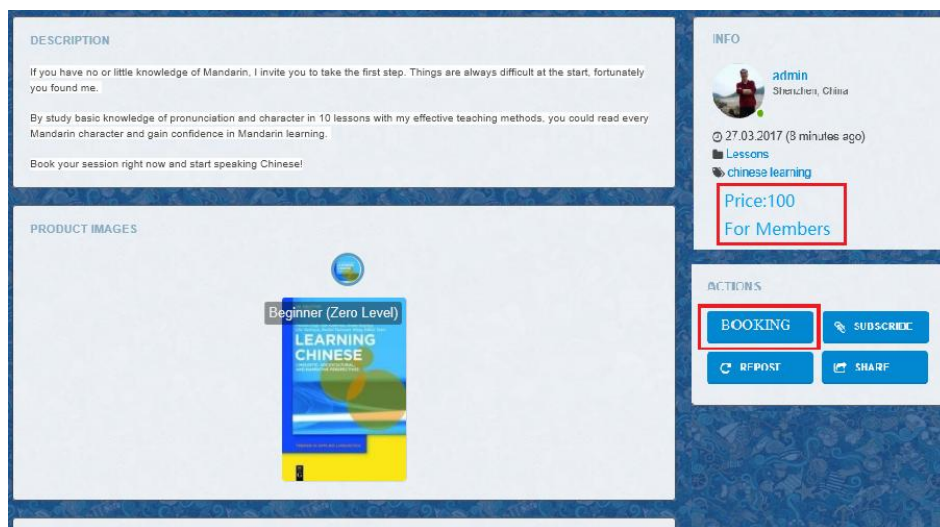 DESCRIPTION
If you have no or little knowledge of Mandarin, I invite you to take the first step. Things are always difficult at the start, fortunately
you found me.
By study basic knowledge of pronunciation and character in 10 lessons with my effective teaching methods, you could read every
Mandarin character and gain confidence in Mandarin learning.
Book your session right now and start speaking Chinese!
PRODUCT IMAGES
Beginner (Zero Level)
LEARNING
CHINESE
INFO
admin
Shenzhen, China
27.03.2017 (8 minutes ago)
Lessons
chinese learning
Price:100
For Members
ACTIONS
BOOKING
SUBSCRIBE
REPOST
SHARE